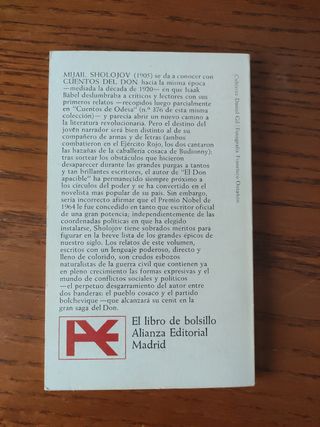 MIJAIL SHOLOJOV (1905) se da a conocer con
CUENTOS DEL DON hacia la misma época
—mediada la década de 1920— en que Isaak
Bábel deslumbraba a críticos y lectores con sus
primeros relatos —recogidos luego parcialmente
en "Cuentos de Odesa" (n.º 376 de esta misma
colección)— y parecía abrir un nuevo camino a
la literatura revolucionaria. Pero el destino del
joven narrador será bien distinto al de su
compañero de armas y de letras (ambos
combatieron en el Ejército Rojo, los dos cantaron
las hazañas de la caballería cosaca de Budionny);
tras sortear los obstáculos que hicieron
desaparecer durante las grandes purgas a tantos
y tan brillantes escritores, el autor de "El Don
apacible" ha permanecido siempre próximo a
los círculos del poder y se ha convertido en el
novelista mas popular de su país. Sin embargo,
sería incorrecto afirmar que el Premio Nobel de
1964 le fue concedido en tanto que escritor oficial
de una gran potencia; independientemente de las
coordenadas políticas en que ha elegido
instalarse, Sholojov tiene sobrados méritos para
figurar en la breve lista de los grandes épicos de
nuestro siglo. Los relatos de este volumen,
escritos con un lenguaje poderoso, directo y
lleno de colorido, son crudos esbozos
naturalistas de la guerra civil que contienen ya
en pleno crecimiento las formas expresivas y el
mundo de conflictos sociales y políticos
—el perpetuo desgarramiento del autor entre
dos banderas: el pueblo cosaco y el partido
bolchevique— que alcanzará su cenit en la
gran saga del Don.
El libro de bolsillo
Alianza Editorial
Madrid
Cubierta Daniel Gil / Fotografía Francisco Ontañón